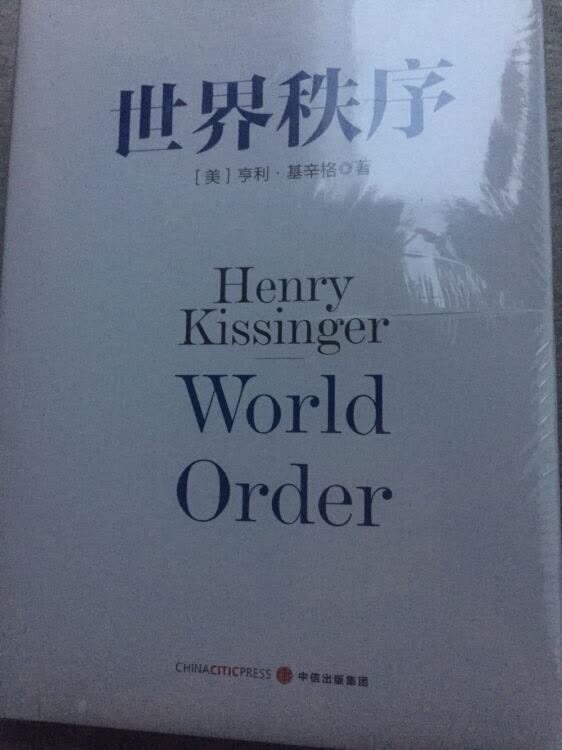 世界秩序
[美]亨利·基辛格 著
Henry
Kissinger
World
Order
CHINACITICPRESS 中信出版集团